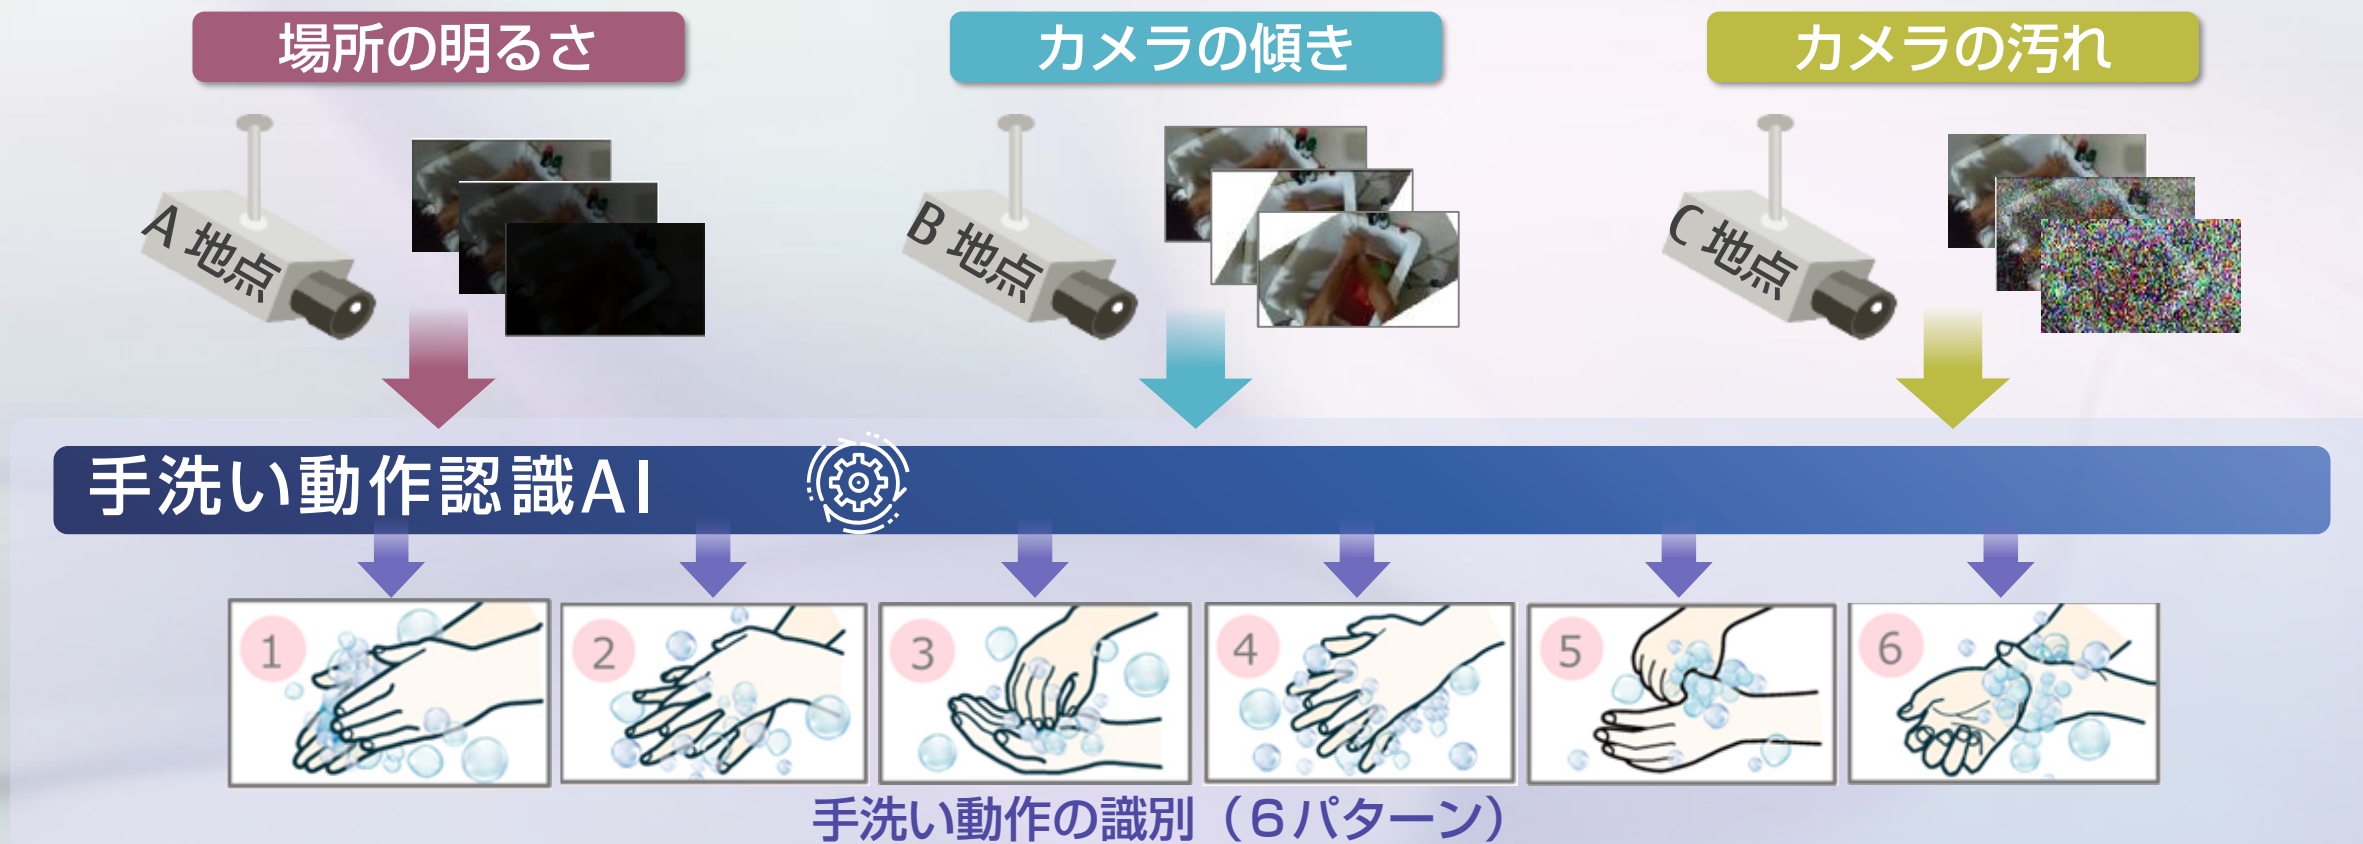 場所の明るさ
カメラの傾き
カメラの汚れ
A 地点
B 地点
C 地点
手洗い動作認識AI
1
2
3
4
5
6
手洗い動作の識別（6パターン）